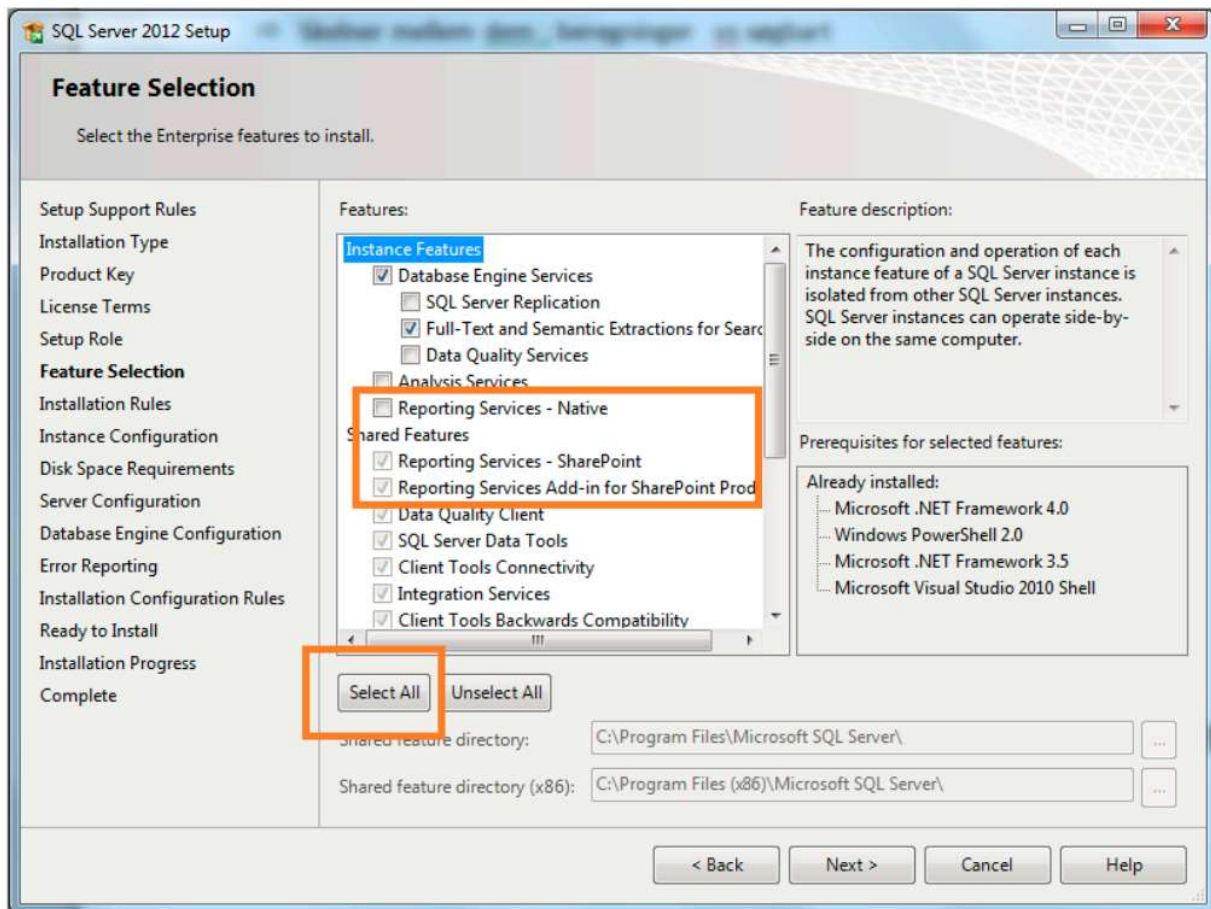 SQL Server 2012 Setup
Feature Selection
Select the Enterprise features to install.
Setup Support Rules
Installation Type
Product Key
License Terms
Setup Role
Feature Selection
Installation Rules
Instance Configuration
Disk Space Requirements
Server Configuration
Database Engine Configuration
Error Reporting
Installation Configuration Rules
Ready to Install
Installation Progress
Complete
Features:
Instance Features
Database Engine Services
SQL Server Replication
Full-Text and Semantic Extractions for Searc
Data Quality Services
Analysis Services
Reporting Services - Native
Shared Features
Reporting Services - SharePoint
Reporting Services Add-in for SharePoint Prod
Data Quality Client
SQL Server Data Tools
Client Tools Connectivity
Integration Services
Client Tools Backwards Compatibility
Select All Unselect All
Feature description:
The configuration and operation of each
instance feature of a SQL Server instance is
isolated from other SQL Server instances.
SQL Server instances can operate side-by-
side on the same computer.
Prerequisites for selected features:
Already installed:
Microsoft .NET Framework 4.0
Windows PowerShell 2.0
Microsoft .NET Framework 3.5
Microsoft Visual Studio 2010 Shell
Shared feature directory: C:\Program Files\Microsoft SQL Server\ ...
Shared feature directory (x86): C:\Program Files (x86)\Microsoft SQL Server\ ...
< Back Next > Cancel Help